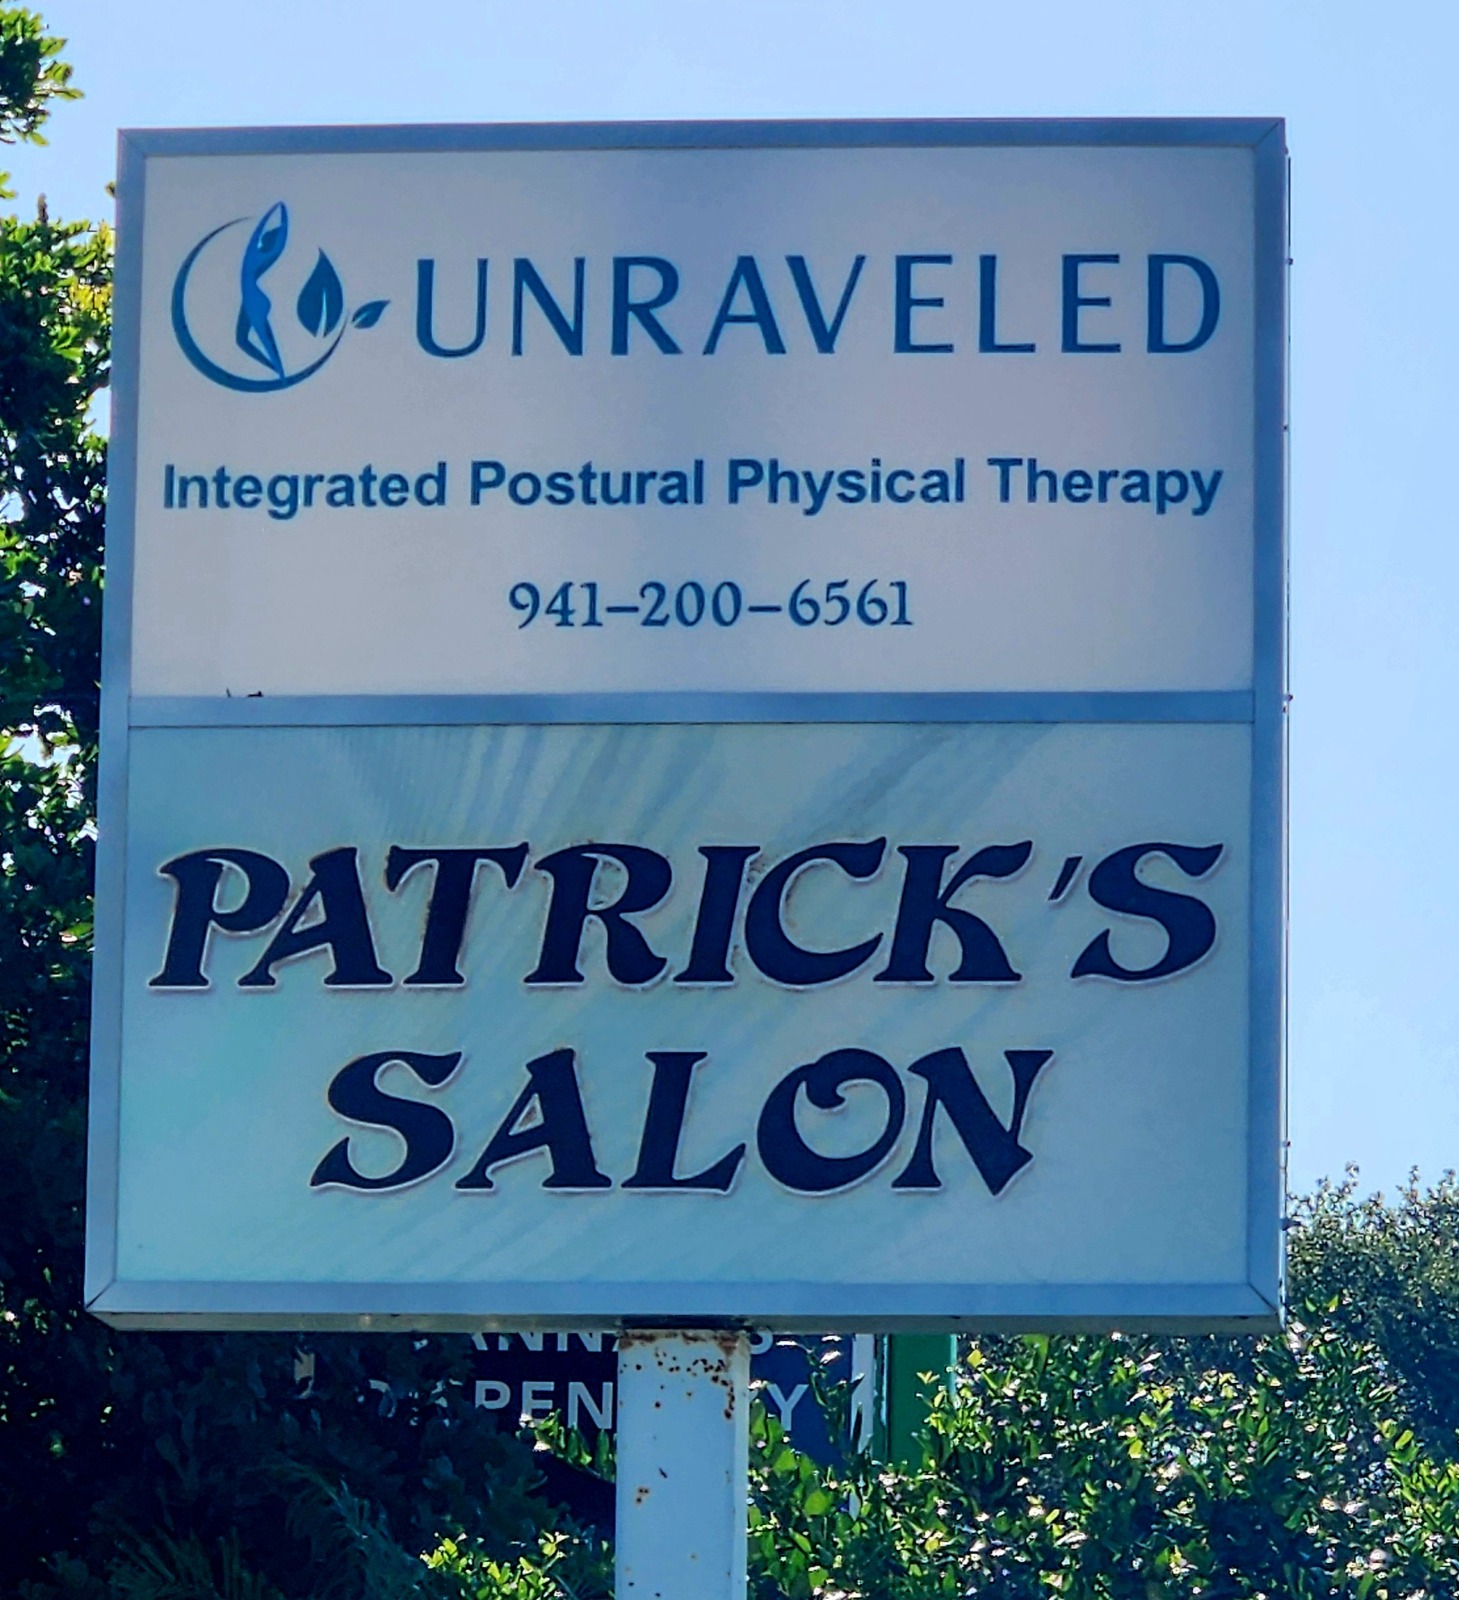 UNRAVELED
Integrated Postural Physical Therapy
941-200-6561
PATRICK'S
SALON